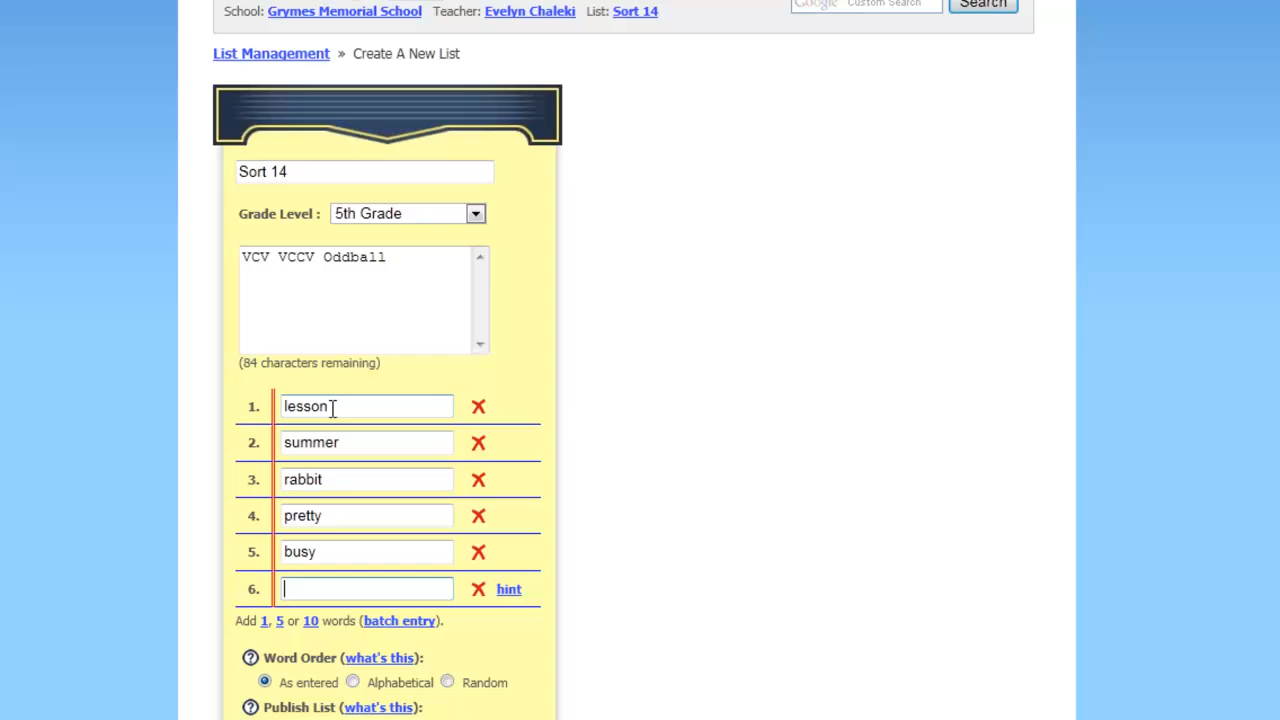 School: Grymes Memorial School Teacher: Evelyn Chaleki List: Sort 14
Google Custom Search Search
List Management » Create A New List
Sort 14
Grade Level : 5th Grade
VCV VCCV Oddball
(84 characters remaining)
1. lesson
2. summer
3. rabbit
4. pretty
5. busy
6. hint
Add 1, 5 or 10 words (batch entry).
? Word Order (what's this):
As entered Alphabetical Random
? Publish List (what's this):